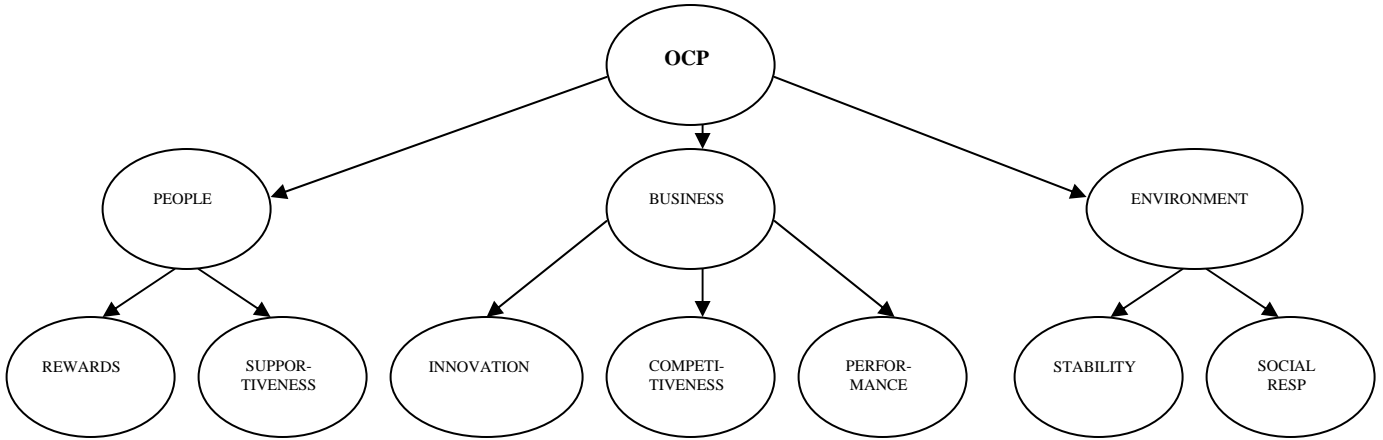 OCP
PEOPLE
BUSINESS
ENVIRONMENT
REWARDS
SUPPOR-
TIVENESS
INNOVATION
COMPETI-
TIVENESS
PERFOR-
MANCE
STABILITY
SOCIAL
RESP